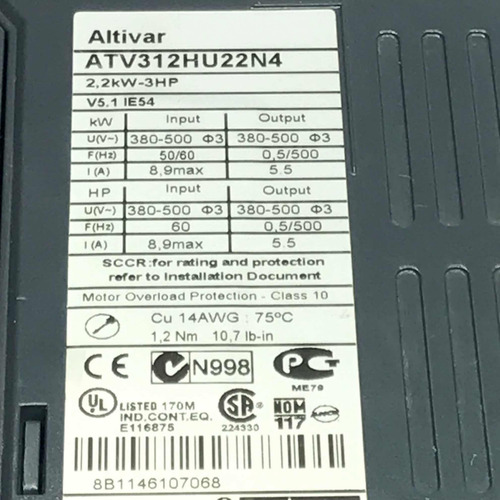 Altivar
ATV312HU22N4
2,2kW-3HP
V5.1 IE54
kW Input Output
U(V~) 380-500 Φ3 380-500 Φ3
F(Hz) 50/60 0,5/500
I (A) 8,9max 5.5
HP Input Output
U(V~) 380-500 Φ3 380-500 Φ3
F(Hz) 60 0,5/500
I (A) 8,9max 5.5
SCCR:for rating and protection
refer to Installation Document
Motor Overload Protection - Class 10
Cu 14AWG : 75ºC
1,2 Nm 10,7 lb-in
CE N998 PCT
ME79
UL LISTED 170M
IND.CONT.EQ.
E116875
SA
224330
NOM
117
8B1146107068